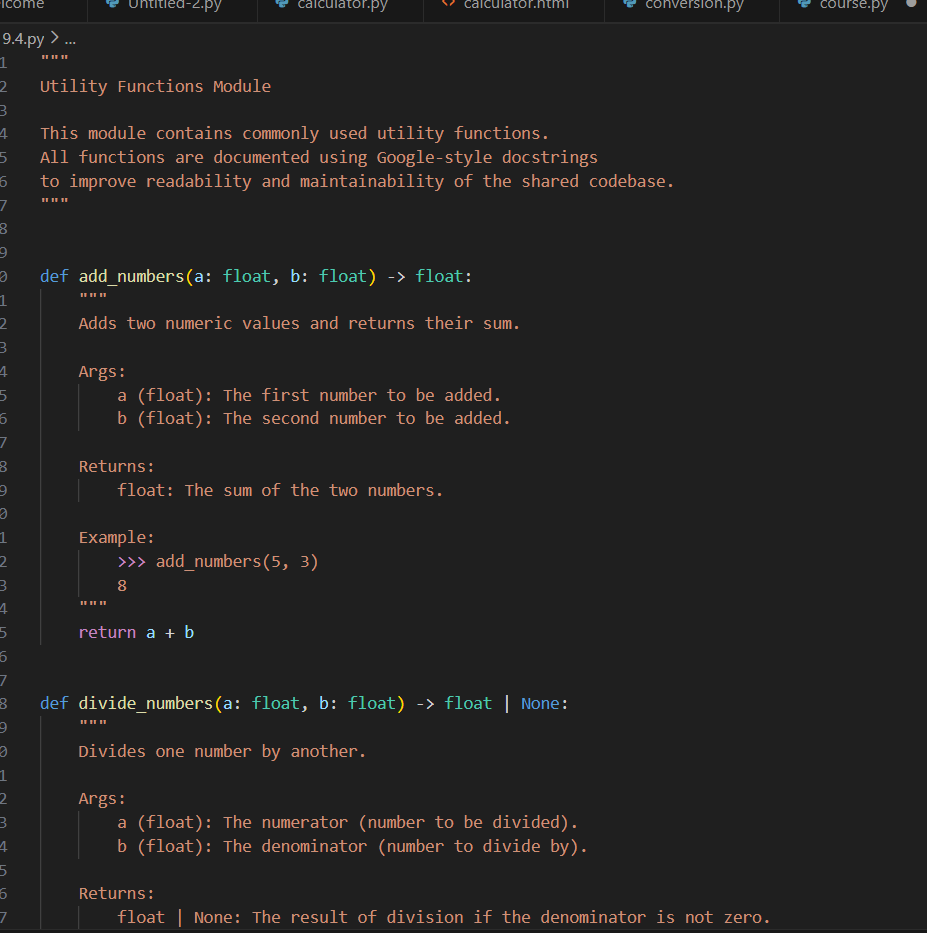 Untitled-2.py
calculator.py
calculator.html
conversion.py
course.py
9.4.py > ...
"""
Utility Functions Module
This module contains commonly used utility functions.
All functions are documented using Google-style docstrings
to improve readability and maintainability of the shared codebase.
"""
def add_numbers(a: float, b: float) -> float:
"""
Adds two numeric values and returns their sum.
Args:
a (float): The first number to be added.
b (float): The second number to be added.
Returns:
float: The sum of the two numbers.
Example:
>>> add_numbers(5, 3)
8
"""
return a + b
def divide_numbers(a: float, b: float) -> float | None:
"""
Divides one number by another.
Args:
a (float): The numerator (number to be divided).
b (float): The denominator (number to divide by).
Returns:
float | None: The result of division if the denominator is not zero.